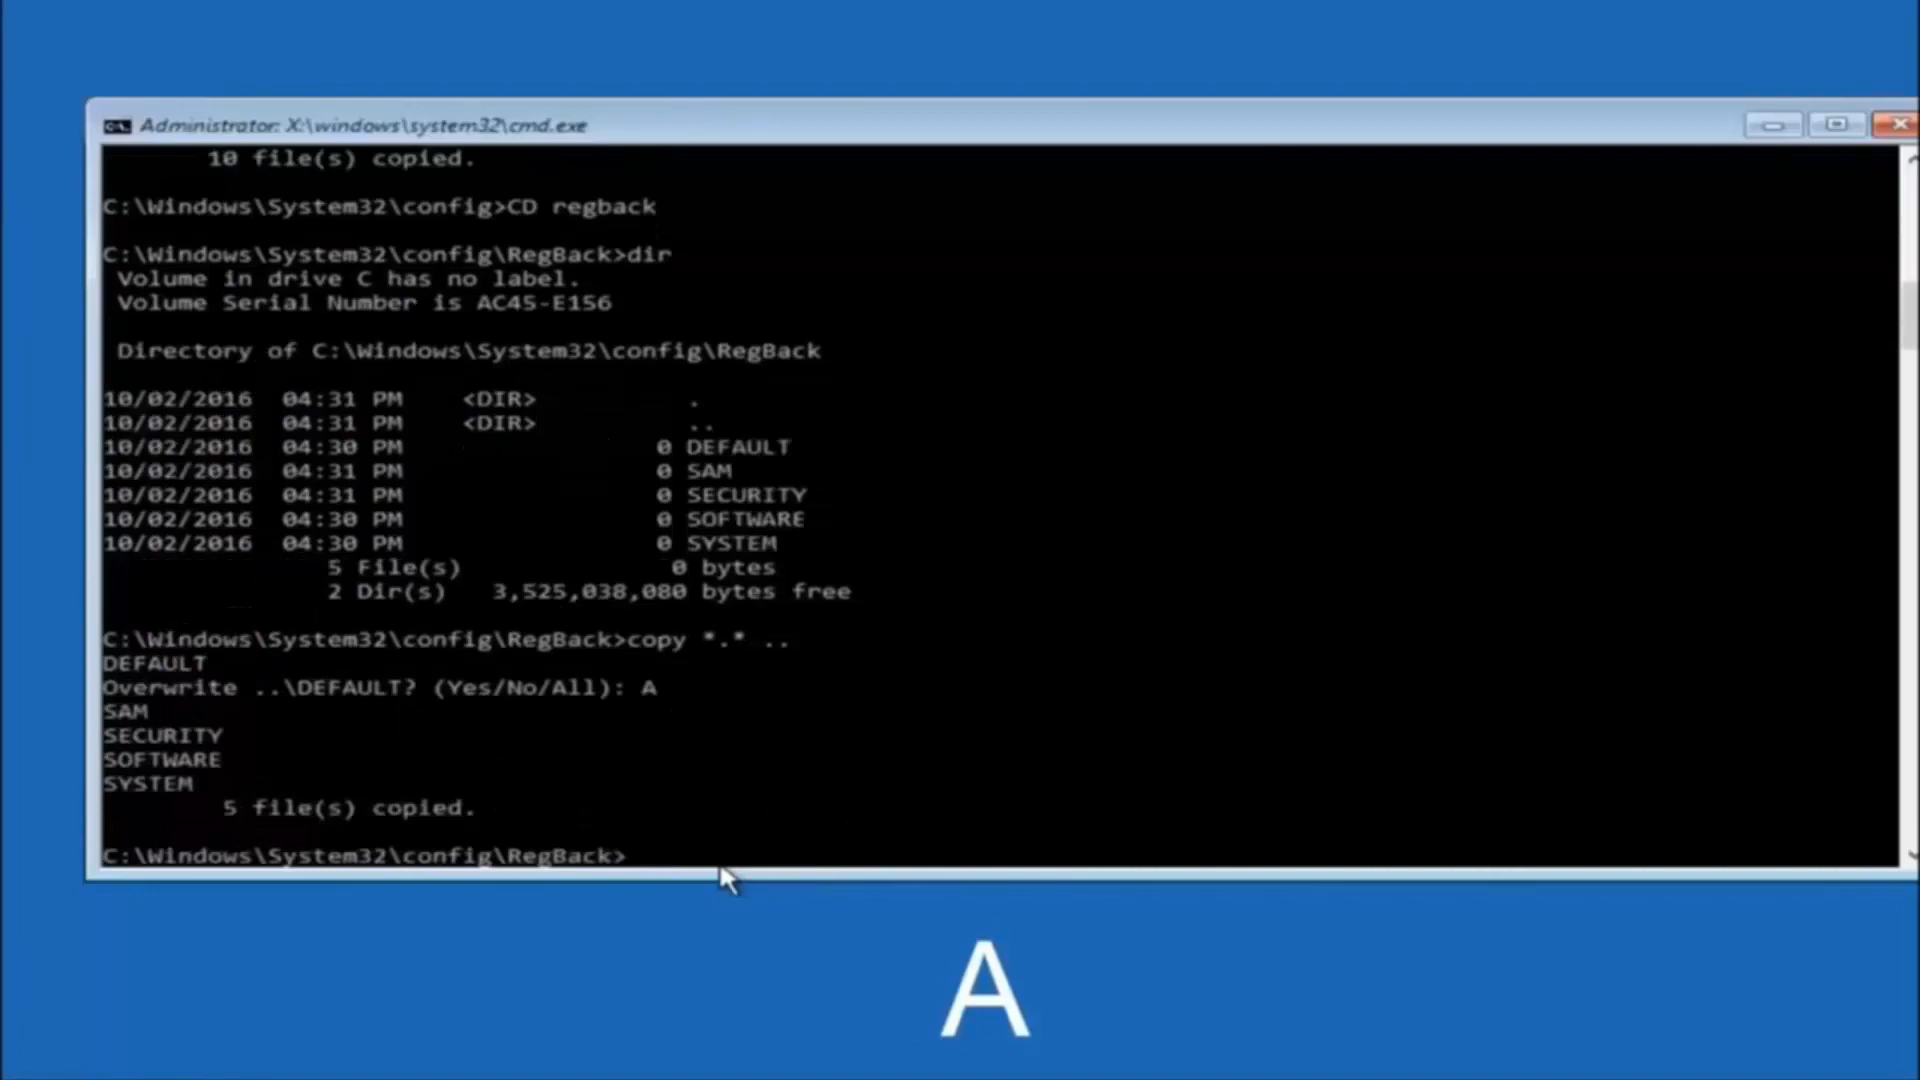 Administrator: X:\windows\system32\cmd.exe
10 file(s) copied.
C:\Windows\System32\config>CD regback
C:\Windows\System32\config\RegBack>dir
Volume in drive C has no label.
Volume Serial Number is AC45-E156
Directory of C:\Windows\System32\config\RegBack
10/02/2016 04:31 PM <DIR> .
10/02/2016 04:31 PM <DIR> ..
10/02/2016 04:30 PM 0 DEFAULT
10/02/2016 04:31 PM 0 SAM
10/02/2016 04:31 PM 0 SECURITY
10/02/2016 04:30 PM 0 SOFTWARE
10/02/2016 04:30 PM 0 SYSTEM
5 File(s) 0 bytes
2 Dir(s) 3,525,038,080 bytes free
C:\Windows\System32\config\RegBack>copy *.* ..
DEFAULT
Overwrite ..\DEFAULT? (Yes/No/All): A
SAM
SECURITY
SOFTWARE
SYSTEM
5 file(s) copied.
C:\Windows\System32\config\RegBack>
A